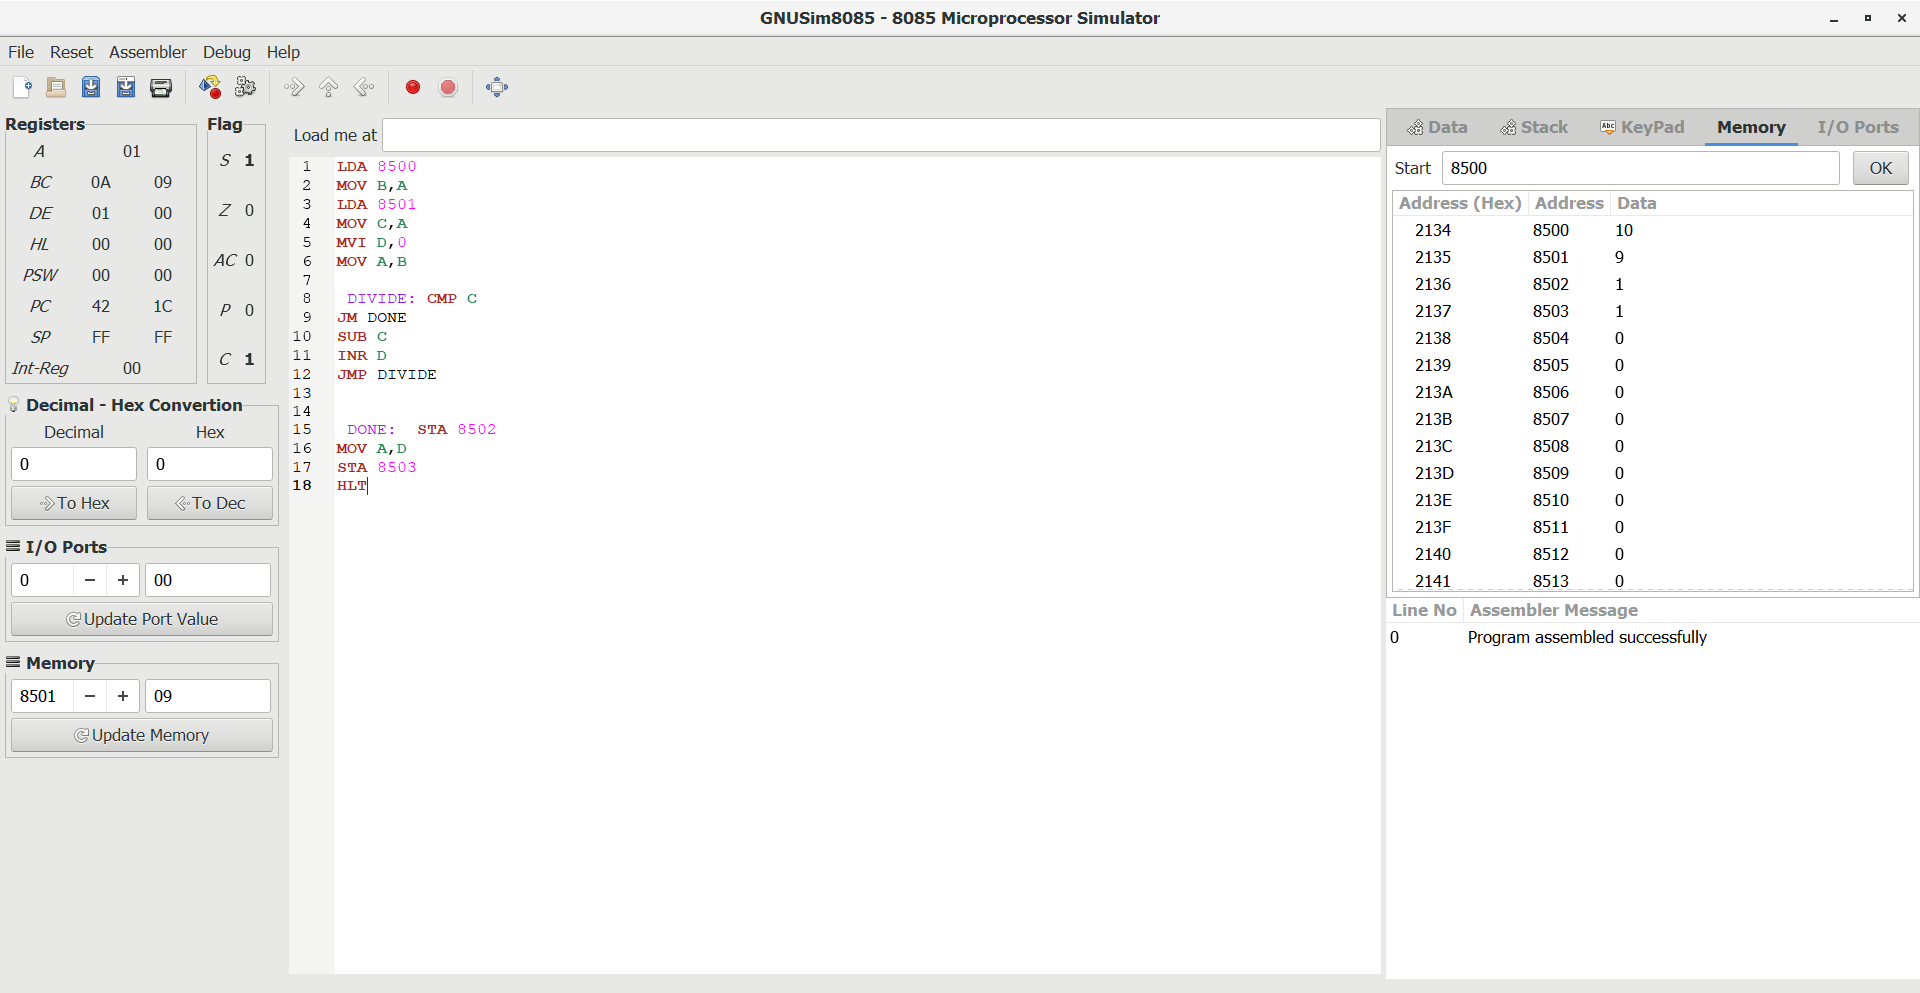 GNUSim8085 - 8085 Microprocessor Simulator
File Reset Assembler Debug Help
Registers
A 01
BC 0A 09
DE 01 00
HL 00 00
PSW 00 00
PC 42 1C
SP FF FF
Int-Reg 00
Flag
S 1
Z 0
AC 0
P 0
C 1
Decimal - Hex Convertion
Decimal Hex
0 0
To Hex To Dec
I/O Ports
0 − + 00
Update Port Value
Memory
8501 − + 09
Update Memory
Load me at
1 LDA 8500
2 MOV B,A
3 LDA 8501
4 MOV C,A
5 MVI D,0
6 MOV A,B
7
8 DIVIDE: CMP C
9 JM DONE
10 SUB C
11 INR D
12 JMP DIVIDE
13
14
15 DONE: STA 8502
16 MOV A,D
17 STA 8503
18 HLT
Data Stack Abc KeyPad Memory I/O Ports
Start 8500 OK
Address (Hex) Address Data
2134 8500 10
2135 8501 9
2136 8502 1
2137 8503 1
2138 8504 0
2139 8505 0
213A 8506 0
213B 8507 0
213C 8508 0
213D 8509 0
213E 8510 0
213F 8511 0
2140 8512 0
2141 8513 0
Line No Assembler Message
0 Program assembled successfully